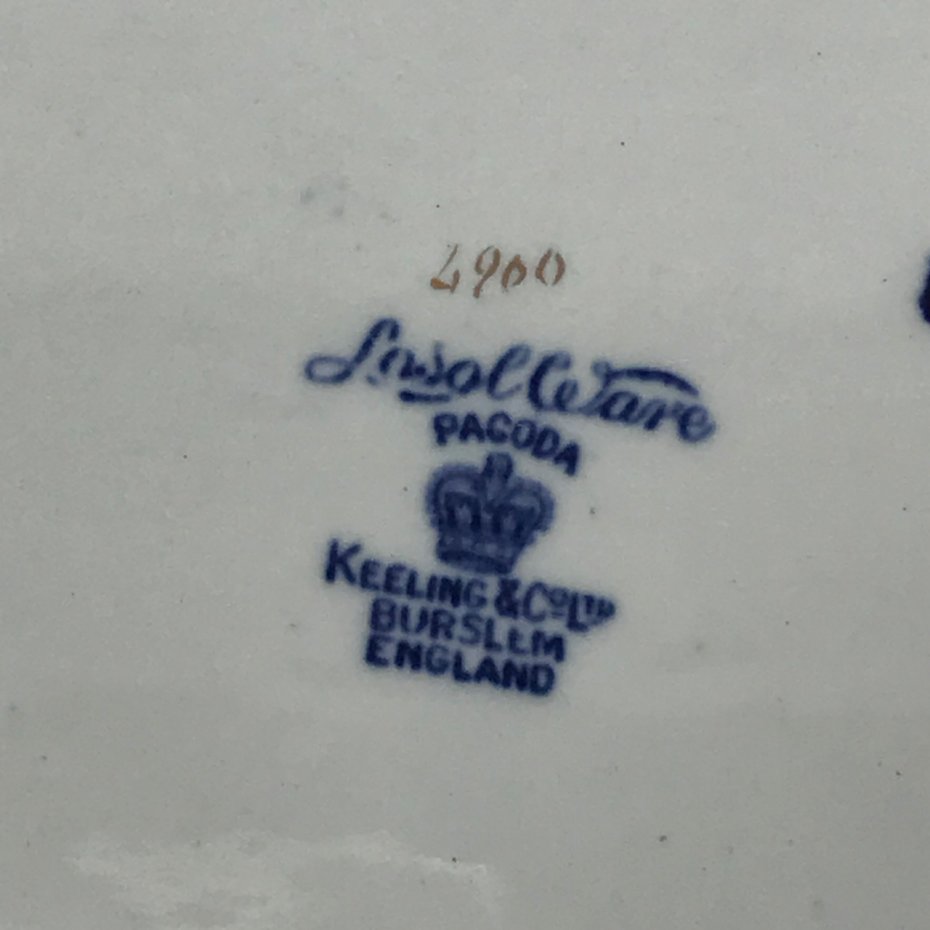 4900
Losol Ware
PAGODA
KEELING & Co LTD
BURSLEM
ENGLAND